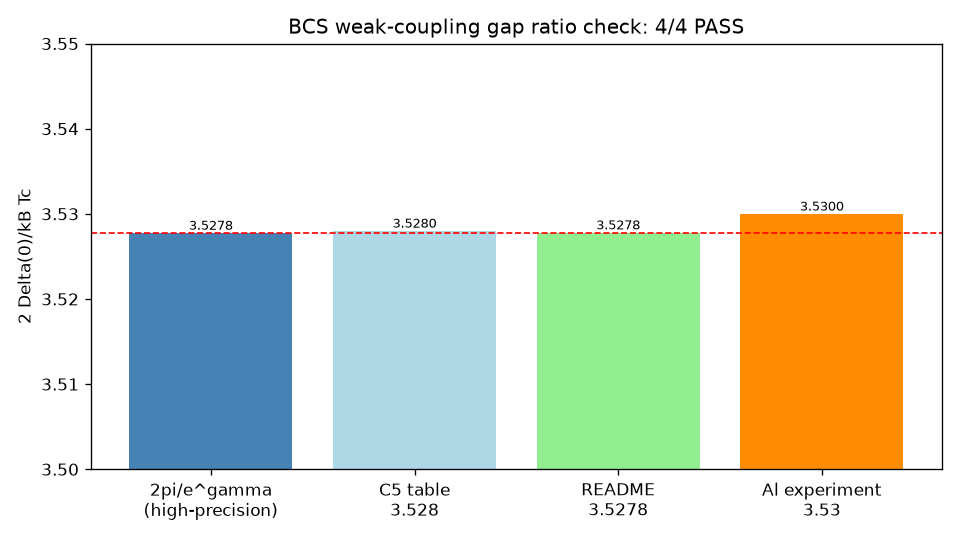 BCS weak-coupling gap ratio check: 4/4 PASS
2 Delta(0)/kB Tc
3.55
3.54
3.53
3.52
3.51
3.50
3.5278
3.5280
3.5278
3.5300
2pi/e^gamma
(high-precision)
C5 table
3.528
README
3.5278
Al experiment
3.53